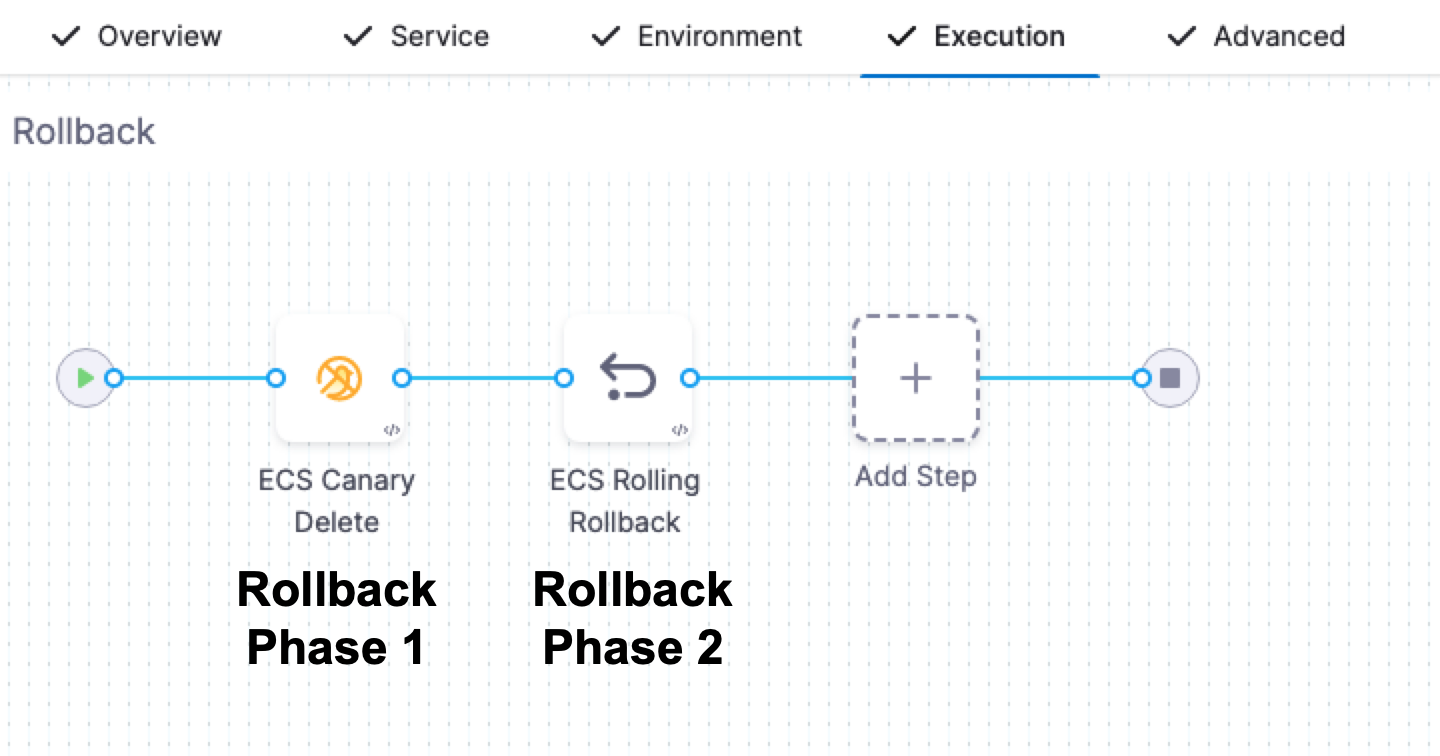 Overview Service Environment Execution Advanced
Rollback
ECS Canary
Delete
ECS Rolling
Rollback
Add Step
Rollback
Phase 1
Rollback
Phase 2